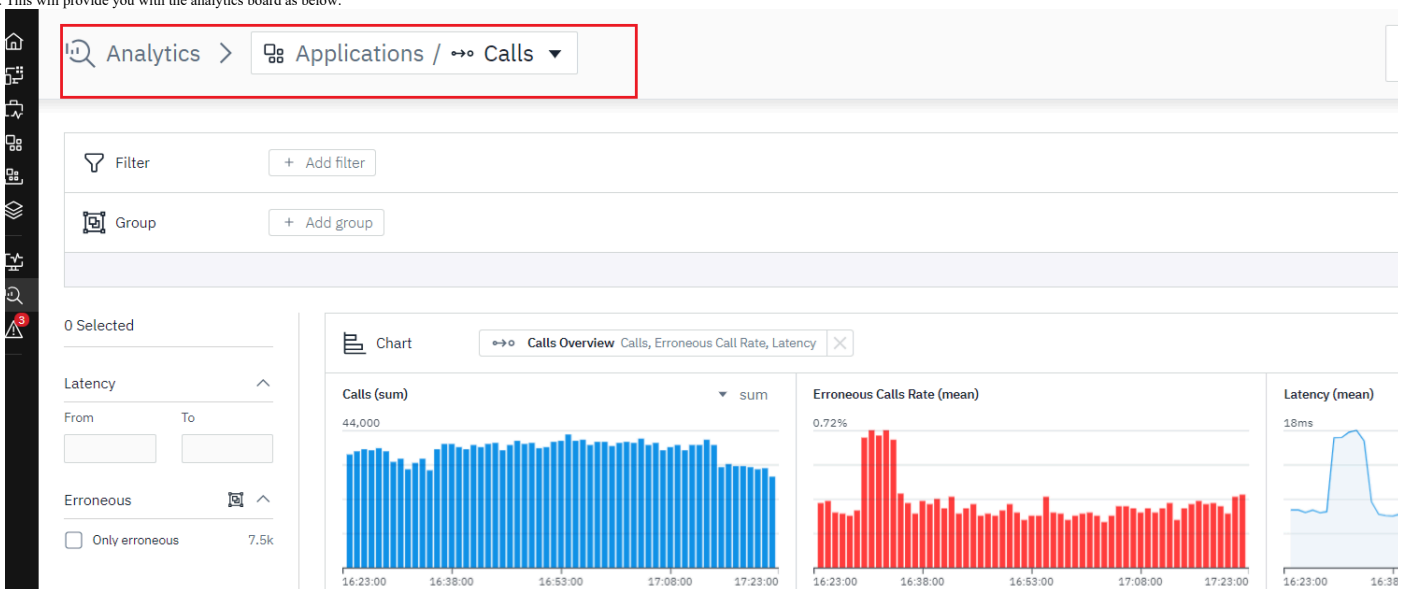 . This will provide you with the analytics board as below.
Analytics > Applications / Calls
Filter + Add filter
Group + Add group
3
0 Selected
Chart Calls Overview Calls, Erroneous Call Rate, Latency
Latency
From To
Erroneous
Only erroneous 7.5k
Calls (sum) sum
44,000
16:23:00 16:38:00 16:53:00 17:08:00 17:23:00
Erroneous Calls Rate (mean)
0.72%
16:23:00 16:38:00 16:53:00 17:08:00 17:23:00
Latency (mean)
18ms
16:23:00 16:38